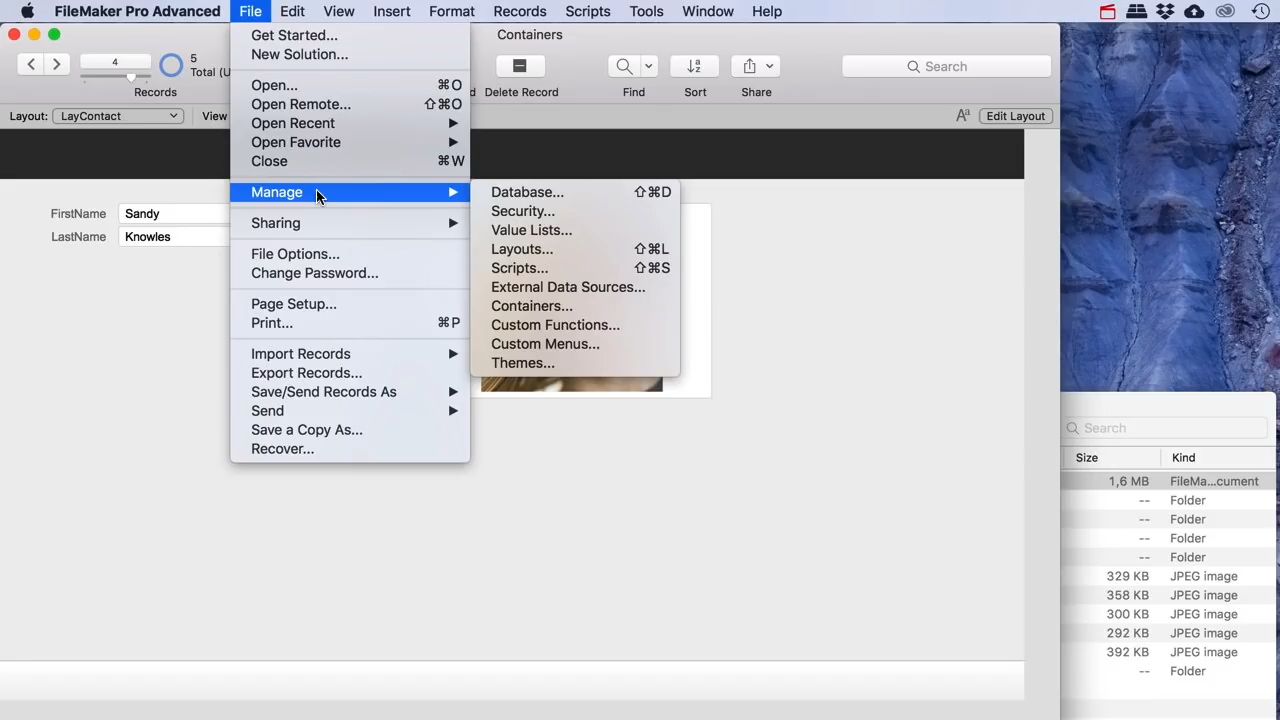 FileMaker Pro Advanced File Edit View Insert Format Records Scripts Tools Window Help
Containers
4
5
Total (U
Records
Delete Record
Find
Sort
Share
Search
Layout: LayContact
View
Aa
Edit Layout
FirstName Sandy
LastName Knowles
Get Started...
New Solution...
Open... ⌘O
Open Remote... ⇧⌘O
Open Recent
Open Favorite
Close ⌘W
Manage
Sharing
File Options...
Change Password...
Page Setup...
Print... ⌘P
Import Records
Export Records...
Save/Send Records As
Send
Save a Copy As...
Recover...
Database... ⇧⌘D
Security...
Value Lists...
Layouts... ⇧⌘L
Scripts... ⇧⌘S
External Data Sources...
Containers...
Custom Functions...
Custom Menus...
Themes...
Search
Size Kind
1,6 MB FileMa...cument
-- Folder
-- Folder
-- Folder
-- Folder
329 KB JPEG image
358 KB JPEG image
300 KB JPEG image
292 KB JPEG image
392 KB JPEG image
-- Folder